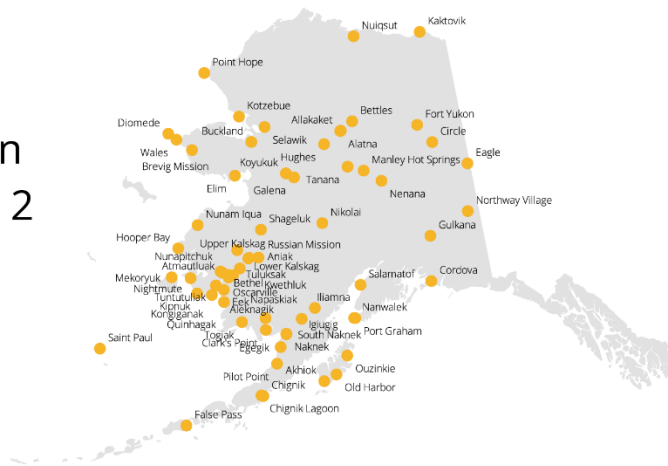 Nuiqsut
Kaktovik
Point Hope
Kotzebue
Bettles
Allakaket
Fort Yukon
Diomede
Buckland
Circle
n
Selawik
Alatna
Wales
Eagle
Brevig Mission
Koyukuk
Hughes
Manley Hot Springs
Elim
Galena
Tanana
Nenana
2
Northway Village
Nunam Iqua
Shageluk
Nikolai
Gulkana
Hooper Bay
Upper Kalskag
Russian Mission
Nunapitchuk
Aniak
Atmautluak
Lower Kalskag
Mekoryuk
Tuluksak
Salamatof
Cordova
Nightmute
Bethel
Kwethluk
Tuntutuliak
Oscarville
Kipnuk
Eek
Napaskiak
Iliamna
Kongiganak
Aleknagik
Nanwalek
Quinhagak
Igiugig
Port Graham
Togiak
South Naknek
Saint Paul
Clark's Point
Egegik
Naknek
Ouzinkie
Pilot Point
Akhiok
Chignik
Old Harbor
Chignik Lagoon
False Pass